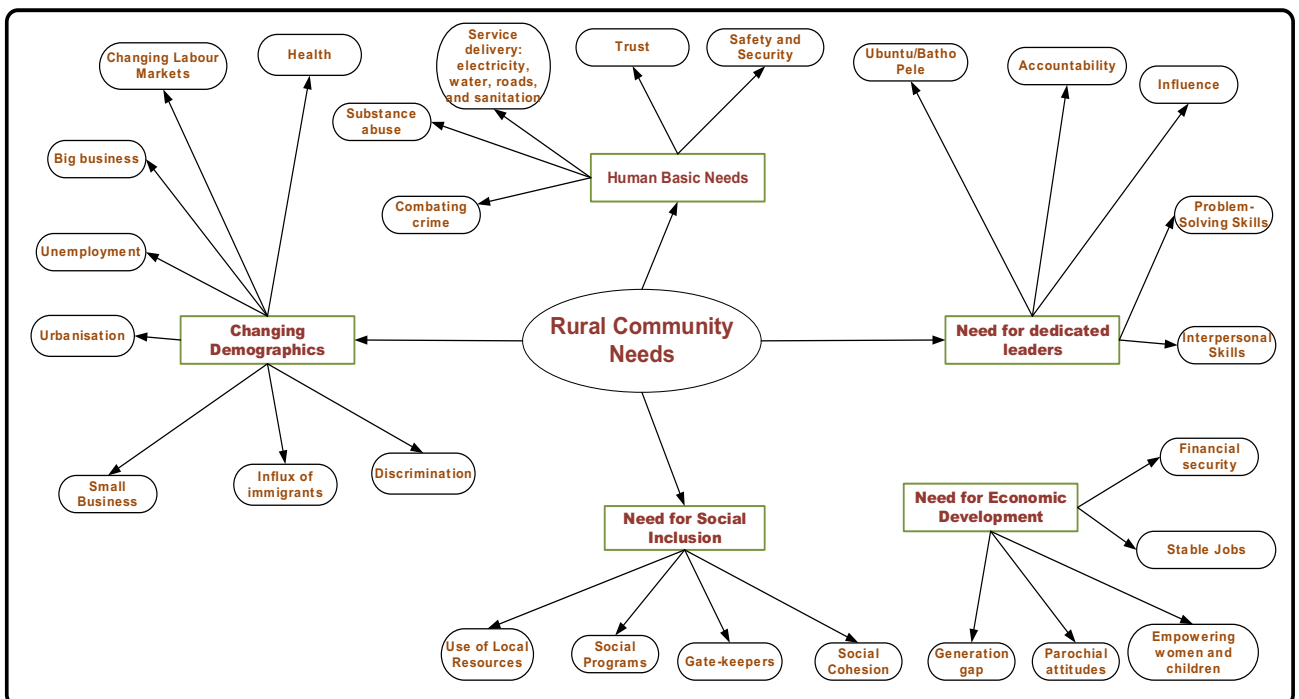 Changing Labour
Markets
Health
Service
delivery:
electricity,
water, roads,
and sanitation
Trust
Safety and
Security
Ubuntu/Batho
Pele
Accountability
Influence
Substance
abuse
Big business
Human Basic Needs
Combating
crime
Problem-
Solving Skills
Unemployment
Urbanisation
Changing
Demographics
Rural Community
Needs
Need for dedicated
leaders
Interpersonal
Skills
Small
Business
Influx of
immigrants
Discrimination
Financial
security
Need for Social
Inclusion
Need for Economic
Development
Stable Jobs
Use of Local
Resources
Social
Programs
Gate-keepers
Social
Cohesion
Generation
gap
Parochial
attitudes
Empowering
women and
children